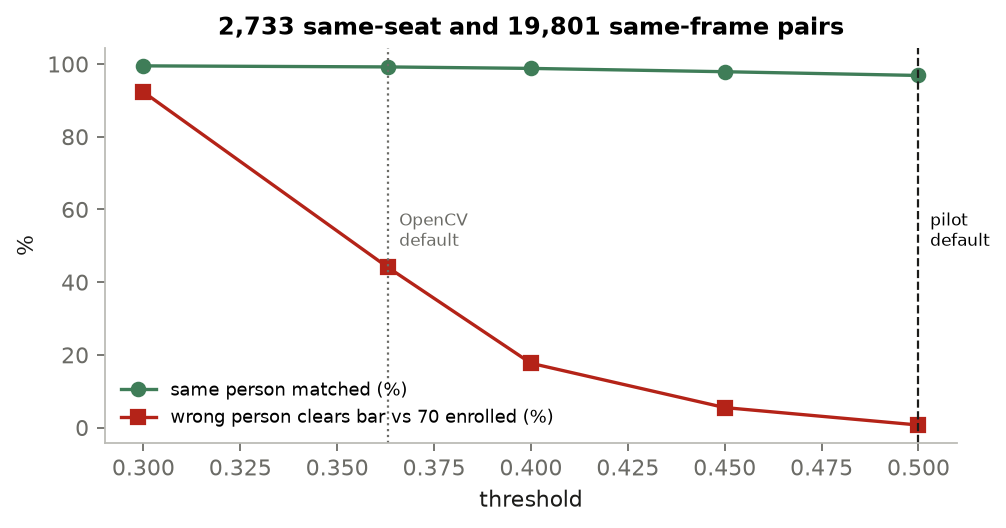 2,733 same-seat and 19,801 same-frame pairs
%
100
80
60
40
20
0
OpenCV
default
pilot
default
same person matched (%)
wrong person clears bar vs 70 enrolled (%)
0.300 0.325 0.350 0.375 0.400 0.425 0.450 0.475 0.500
threshold